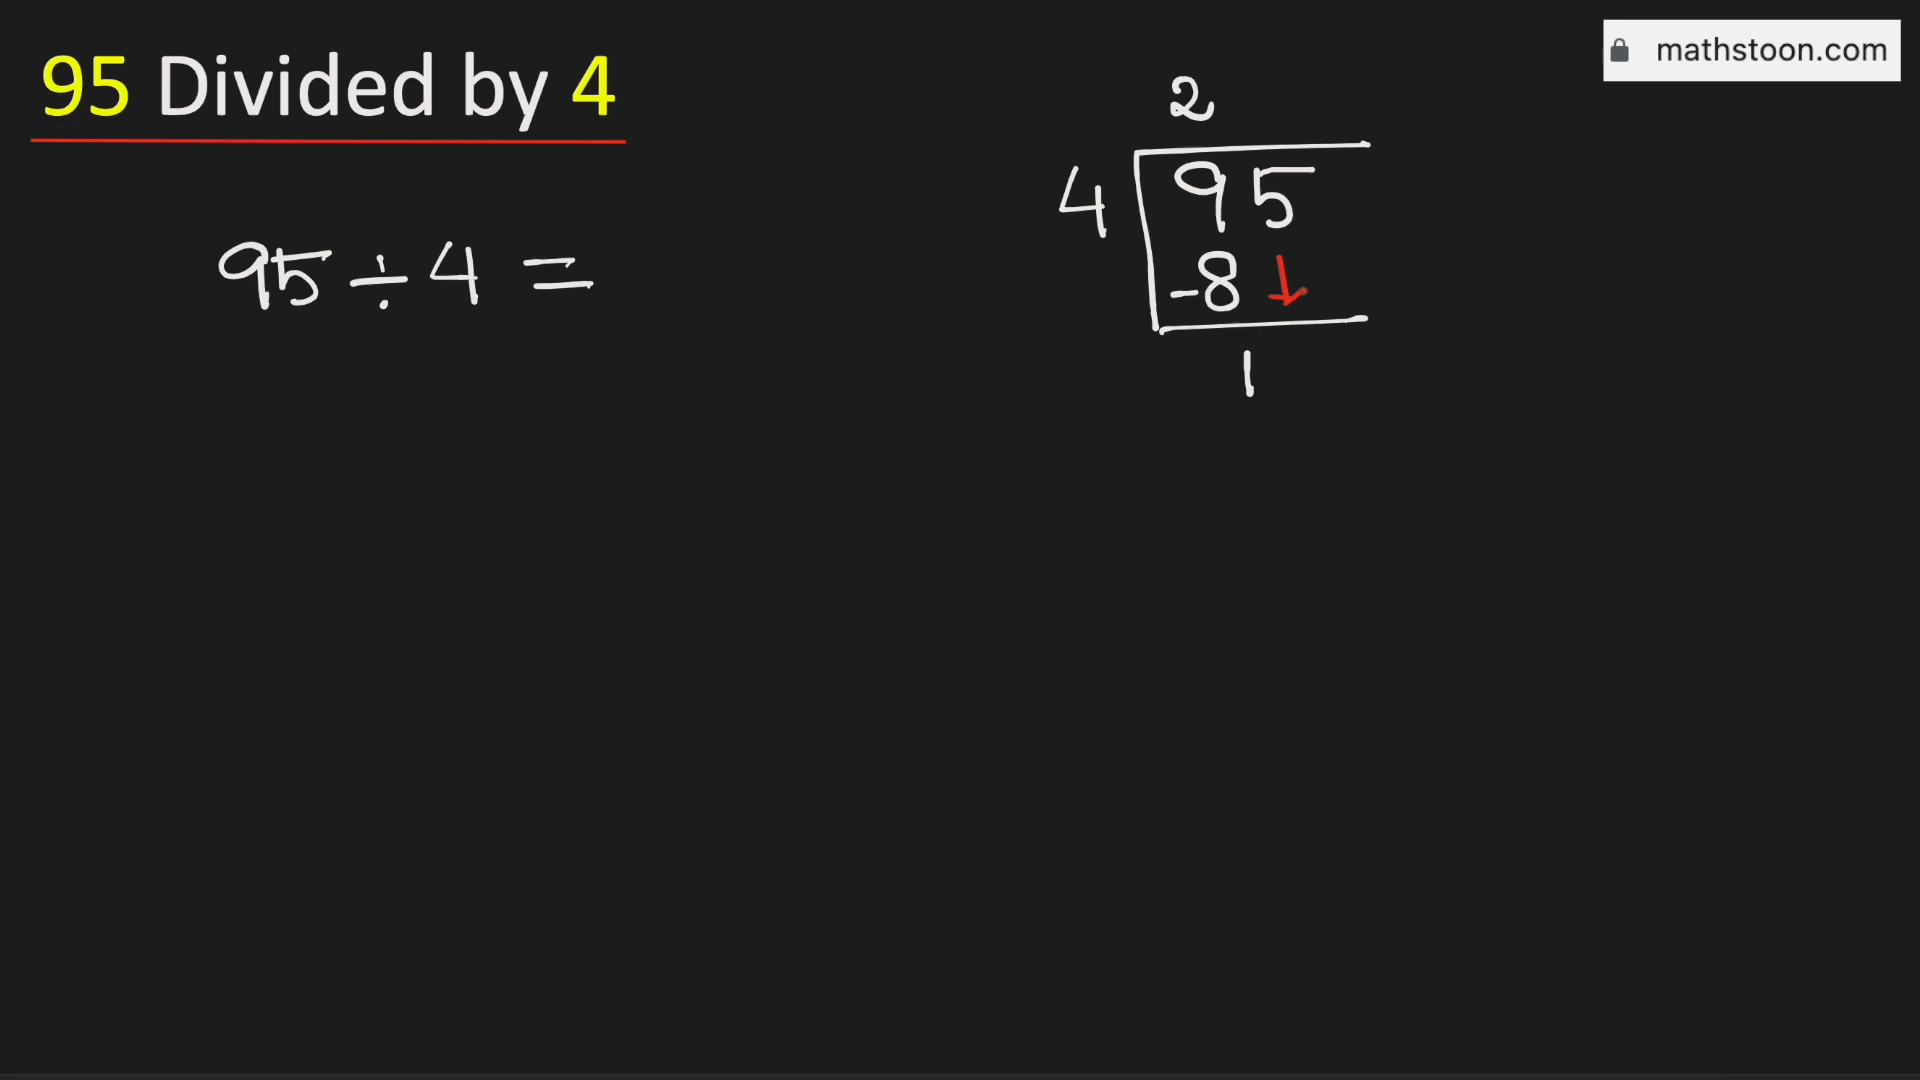 95 Divided by 4
mathstoon.com
95 ÷ 4 =
2
4 95
-8 ↓
1